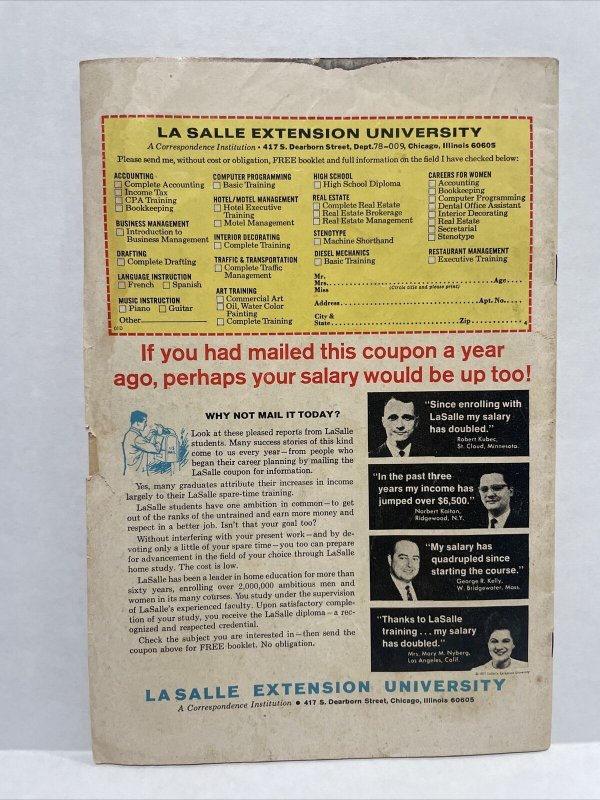 LA SALLE EXTENSION UNIVERSITY
A Correspondence Institution • 417 S. Dearborn Street, Dept. 78-009, Chicago, Illinois 60605
Please send me, without cost or obligation, FREE booklet and full information on the field I have checked below:
ACCOUNTING
Complete Accounting
Income Tax
CPA Training
Bookkeeping
BUSINESS MANAGEMENT
Introduction to
Business Management
DRAFTING
Complete Drafting
LANGUAGE INSTRUCTION
French Spanish
MUSIC INSTRUCTION
Piano Guitar
Other
010
COMPUTER PROGRAMMING
Basic Training
HOTEL/MOTEL MANAGEMENT
Hotel Executive
Training
Motel Management
INTERIOR DECORATING
Complete Training
TRAFFIC & TRANSPORTATION
Complete Traffic
Management
ART TRAINING
Commercial Art
Oil, Water Color
Painting
Complete Training
HIGH SCHOOL
High School Diploma
REAL ESTATE
Complete Real Estate
Real Estate Brokerage
Real Estate Management
STENOTYPE
Machine Shorthand
DIESEL MECHANICS
Basic Training
CAREERS FOR WOMEN
Accounting
Bookkeeping
Computer Programming
Dental Office Assistant
Interior Decorating
Real Estate
Secretarial
Stenotype
RESTAURANT MANAGEMENT
Executive Training
Mr.
Mrs. Age
Miss (Circle title and please print)
Address Apt. No.
City &
State Zip
If you had mailed this coupon a year
ago, perhaps your salary would be up too!
WHY NOT MAIL IT TODAY?
Look at these pleased reports from LaSalle
students. Many success stories of this kind
come to us every year—from people who
began their career planning by mailing the
LaSalle coupon for information.
Yes, many graduates attribute their increases in income
largely to their LaSalle spare-time training.
LaSalle students have one ambition in common—to get
out of the ranks of the untrained and earn more money and
respect in a better job. Isn't that your goal too?
Without interfering with your present work—and by de-
voting only a little of your spare time—you too can prepare
for advancement in the field of your choice through LaSalle
home study. The cost is low.
LaSalle has been a leader in home education for more than
sixty years, enrolling over 2,000,000 ambitious men and
women in its many courses. You study under the supervision
of LaSalle's experienced faculty. Upon satisfactory comple-
tion of your study, you receive the LaSalle diploma—a rec-
ognized and respected credential.
Check the subject you are interested in—then send the
coupon above for FREE booklet. No obligation.
"Since enrolling with
LaSalle my salary
has doubled."
Robert Kubec,
St. Cloud, Minnesota.
"In the past three
years my income has
jumped over $6,500."
Norbert Kaitan,
Ridgewood, N.Y.
"My salary has
quadrupled since
starting the course."
George R. Kelly,
W. Bridgewater, Mass.
"Thanks to LaSalle
training . . . my salary
has doubled."
Mrs. Mary M. Nyberg,
Los Angeles, Calif.
© 1971 LaSalle Extension University
LA SALLE EXTENSION UNIVERSITY
A Correspondence Institution • 417 S. Dearborn Street, Chicago, Illinois 60605